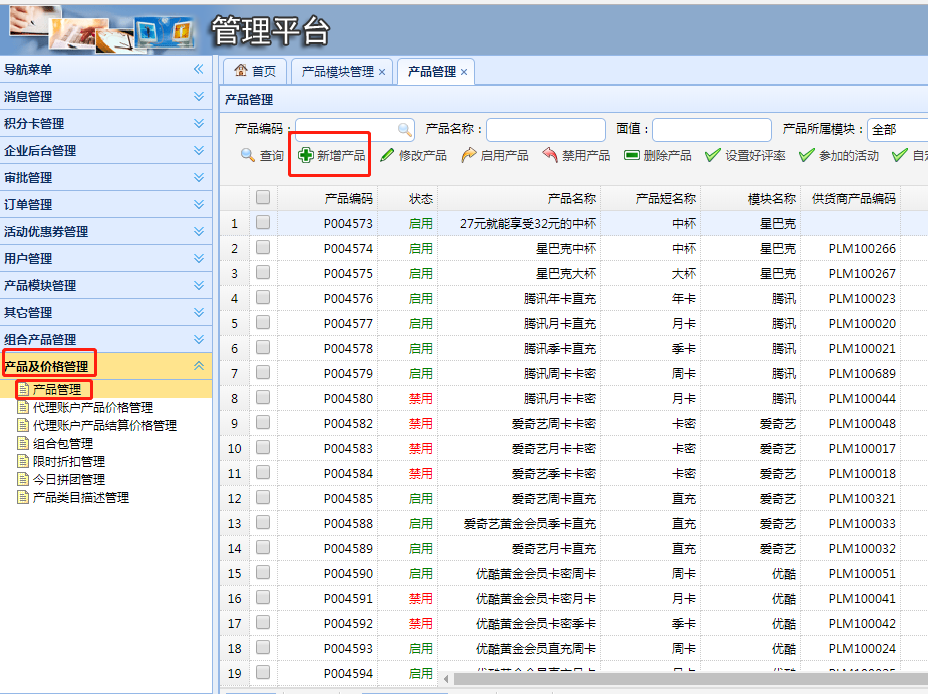 管理平台
导航菜单
消息管理
积分卡管理
企业后台管理
审批管理
订单管理
活动优惠券管理
用户管理
产品模块管理
其它管理
组合产品管理
产品及价格管理
产品管理
代理账户产品价格管理
代理账户产品结算价格管理
组合包管理
限时折扣管理
今日拼团管理
产品类目描述管理
首页 产品模块管理 × 产品管理 ×
产品管理
产品编码： 产品名称： 面值： 产品所属模块： 全部
查询 新增产品 修改产品 启用产品 禁用产品 删除产品 设置好评率 参加的活动
产品编码 状态 产品名称 产品短名称 模块名称 供货商产品编码
1 P004573 启用 27元就能享受32元的中杯 中杯 星巴克
2 P004574 启用 星巴克中杯 中杯 星巴克 PLM100266
3 P004575 启用 星巴克大杯 大杯 星巴克 PLM100267
4 P004576 启用 腾讯年卡直充 年卡 腾讯 PLM100023
5 P004577 启用 腾讯月卡直充 月卡 腾讯 PLM100020
6 P004578 启用 腾讯季卡直充 季卡 腾讯 PLM100021
7 P004579 启用 腾讯周卡卡密 周卡 腾讯 PLM100689
8 P004580 禁用 腾讯月卡卡密 月卡 腾讯 PLM100044
9 P004582 禁用 爱奇艺周卡卡密 卡密 爱奇艺 PLM100048
10 P004583 禁用 爱奇艺月卡卡密 卡密 爱奇艺 PLM100017
11 P004584 禁用 爱奇艺季卡卡密 卡密 爱奇艺 PLM100018
12 P004585 启用 爱奇艺周卡直充 直充 爱奇艺 PLM100321
13 P004588 启用 爱奇艺黄金会员季卡直充 直充 爱奇艺 PLM100033
14 P004589 启用 爱奇艺月卡直充 直充 爱奇艺 PLM100032
15 P004590 启用 优酷黄金会员卡密周卡 周卡 优酷 PLM100051
16 P004591 禁用 优酷黄金会员卡密月卡 月卡 优酷 PLM100041
17 P004592 禁用 优酷黄金会员卡密季卡 季卡 优酷 PLM100042
18 P004593 启用 优酷黄金会员直充周卡 周卡 优酷 PLM100024
19 P004594 启用